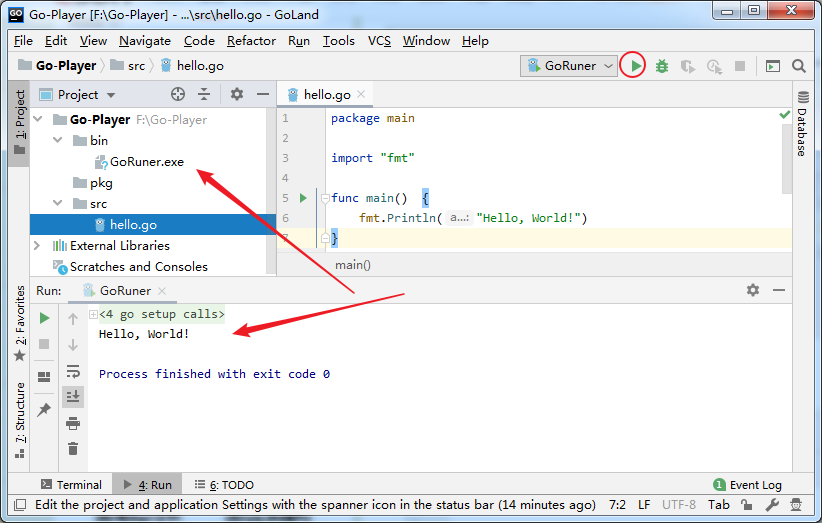 Go-Player [F:\Go-Player] - ...\src\hello.go - GoLand
File Edit View Navigate Code Refactor Run Tools VCS Window Help
Go-Player src hello.go GoRuner
1: Project
Project
Go-Player F:\Go-Player
bin
GoRuner.exe
pkg
src
hello.go
External Libraries
Scratches and Consoles
hello.go
1 package main
2
3 import "fmt"
4
5 func main() {
6 fmt.Println( a...: "Hello, World!")
7 }
main()
Database
Run: GoRuner
<4 go setup calls>
Hello, World!
Process finished with exit code 0
2: Favorites
7: Structure
Terminal 4: Run 6: TODO 1 Event Log
Edit the project and application Settings with the spanner icon in the status bar (14 minutes ago) 7:2 LF UTF-8 Tab